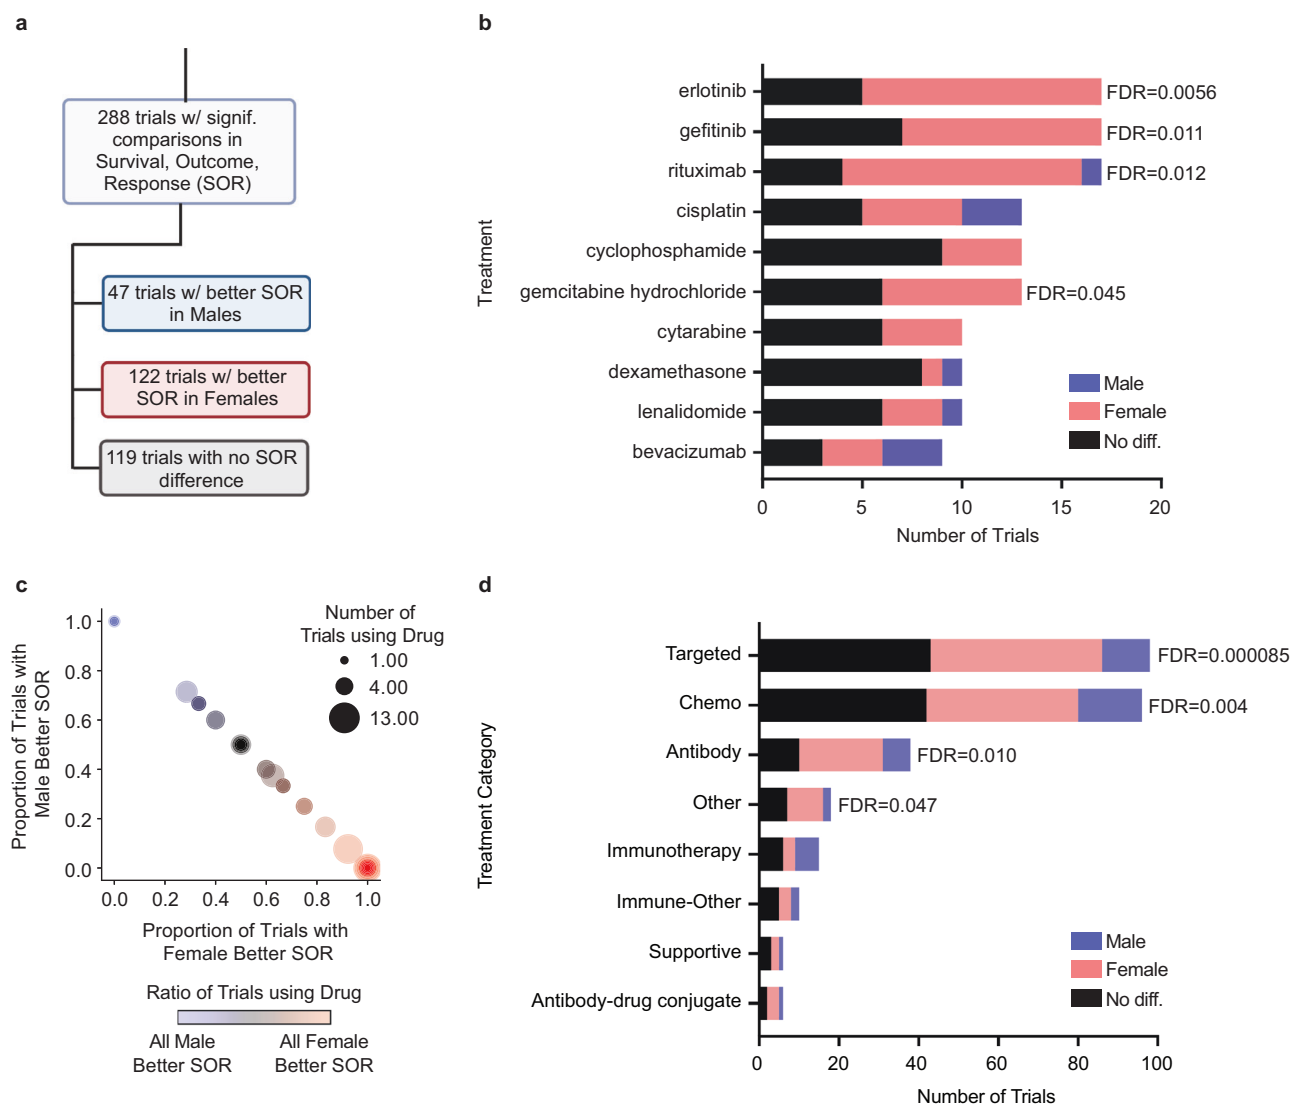 a
288 trials w/ signif.
comparisons in
Survival, Outcome,
Response (SOR)
47 trials w/ better SOR
in Males
122 trials w/ better
SOR in Females
119 trials with no SOR
difference
b
Treatment
erlotinib
FDR=0.0056
gefitinib
FDR=0.011
rituximab
FDR=0.012
cisplatin
cyclophosphamide
gemcitabine hydrochloride
FDR=0.045
cytarabine
dexamethasone
lenalidomide
bevacizumab
Male
Female
No diff.
0 5 10 15 20
Number of Trials
c
Proportion of Trials with
Male Better SOR
1.0
0.8
0.6
0.4
0.2
0.0
Number of
Trials using Drug
1.00
4.00
13.00
0.0 0.2 0.4 0.6 0.8 1.0
Proportion of Trials with
Female Better SOR
Ratio of Trials using Drug
All Male
Better SOR
All Female
Better SOR
d
Treatment Category
Targeted
FDR=0.000085
Chemo
FDR=0.004
Antibody
FDR=0.010
Other
FDR=0.047
Immunotherapy
Immune-Other
Supportive
Antibody-drug conjugate
Male
Female
No diff.
0 20 40 60 80 100
Number of Trials